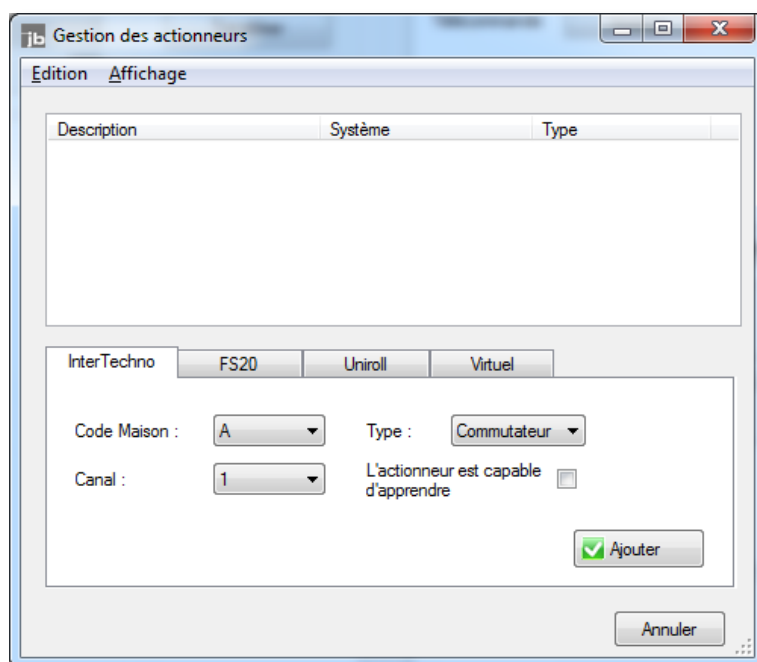 jb Gestion des actionneurs
Edition Affichage
Description Système Type
InterTechno FS20 Uniroll Virtuel
Code Maison : A Type : Commutateur
Canal : 1 L'actionneur est capable
d'apprendre
Ajouter
Annuler